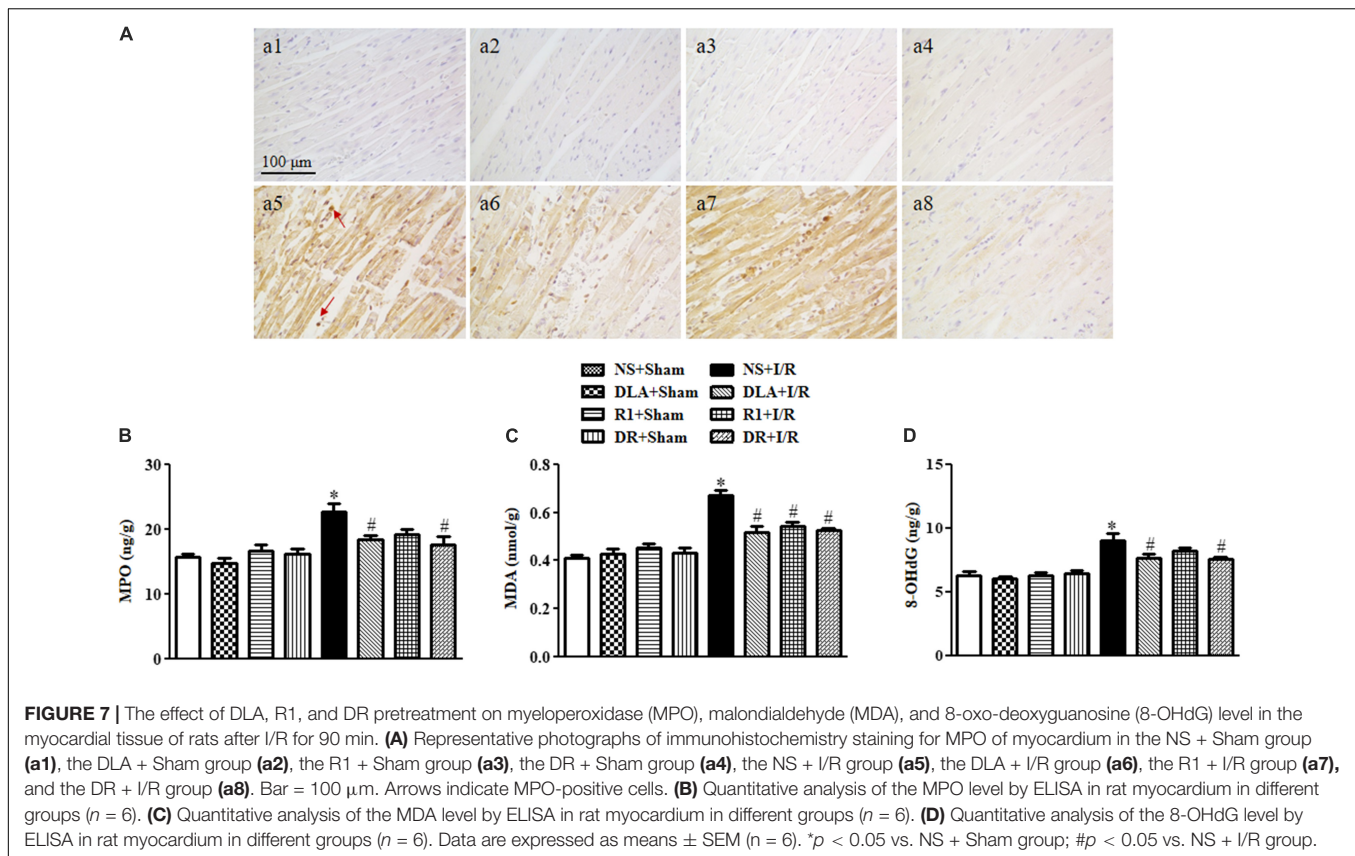 A
a1 a2 a3 a4
100 μm
a5 a6 a7 a8
NS+Sham NS+I/R
DLA+Sham DLA+I/R
R1+Sham R1+I/R
DR+Sham DR+I/R
B C D
30 0.8 15
20 0.6 10
10 0.4 5
0 0.2 0
0.0
MPO (ng/g)
MDA (nmol/g)
8-OHdG (ng/g)
* # #
* # # #
* # #
FIGURE 7 | The effect of DLA, R1, and DR pretreatment on myeloperoxidase (MPO), malondialdehyde (MDA), and 8-oxo-deoxyguanosine (8-OHdG) level in the
myocardial tissue of rats after I/R for 90 min. (A) Representative photographs of immunohistochemistry staining for MPO of myocardium in the NS + Sham group
(a1), the DLA + Sham group (a2), the R1 + Sham group (a3), the DR + Sham group (a4), the NS + I/R group (a5), the DLA + I/R group (a6), the R1 + I/R group (a7),
and the DR + I/R group (a8). Bar = 100 μm. Arrows indicate MPO-positive cells. (B) Quantitative analysis of the MPO level by ELISA in rat myocardium in different
groups (n = 6). (C) Quantitative analysis of the MDA level by ELISA in rat myocardium in different groups (n = 6). (D) Quantitative analysis of the 8-OHdG level by
ELISA in rat myocardium in different groups (n = 6). Data are expressed as means ± SEM (n = 6). *p < 0.05 vs. NS + Sham group; #p < 0.05 vs. NS + I/R group.